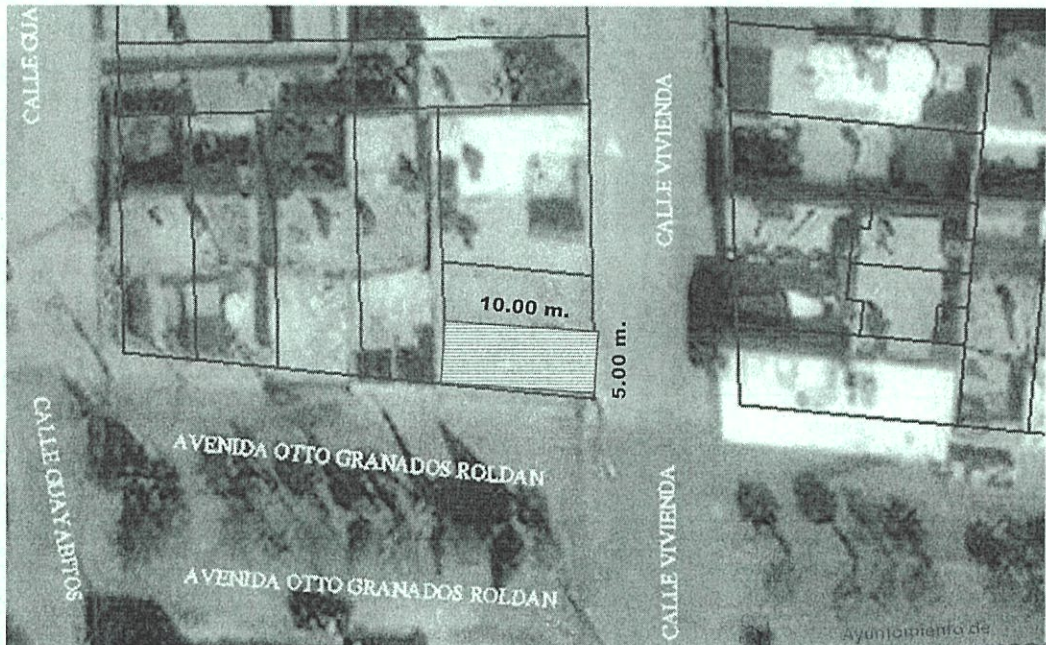 CALLE GUA
CALLE VIVIENDA
10.00 m.
5.00 m.
AVENIDA OTTO GRANADOS ROLDAN
CALLE GUAYABITOS
CALLE VIVIENDA
AVENIDA OTTO GRANADOS ROLDAN
Ayuntamiento de